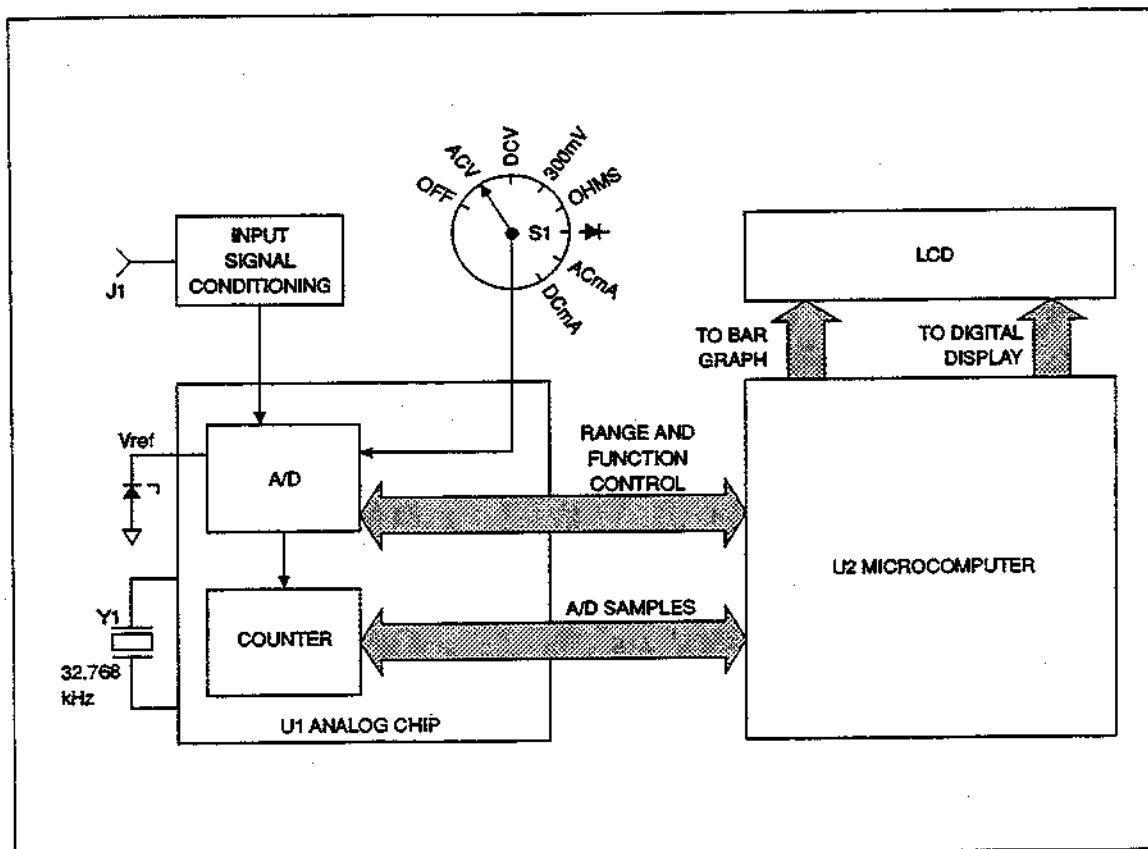 OFF
ACV
DCV
300mV
OHMS
S1
ACmA
DCmA
INPUT
SIGNAL
CONDITIONING
J1
LCD
TO BAR
GRAPH
TO DIGITAL
DISPLAY
Vref
A/D
RANGE AND
FUNCTION
CONTROL
U2 MICROCOMPUTER
Y1
32.768
kHz
COUNTER
A/D SAMPLES
U1 ANALOG CHIP